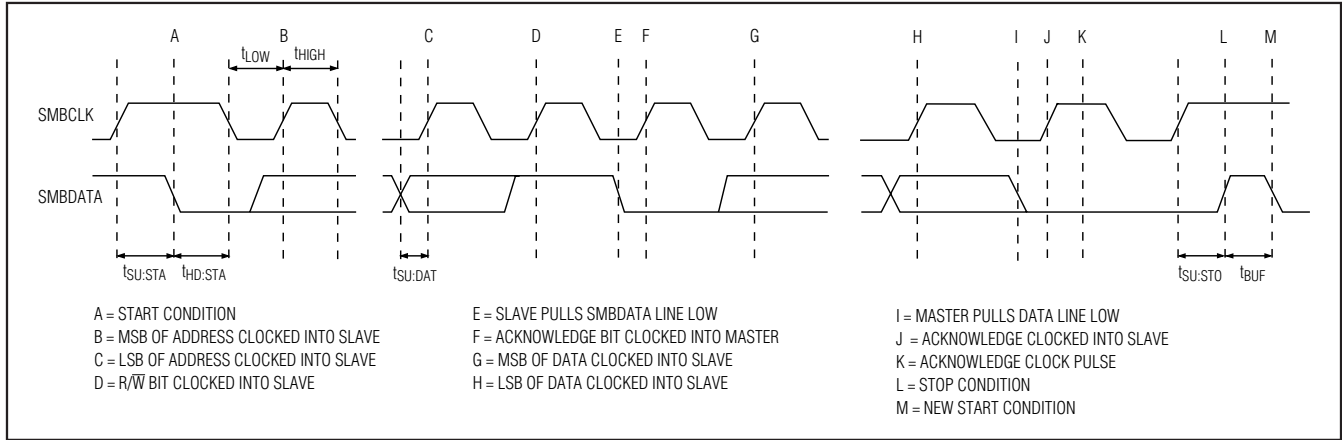 A B C D E F G H I J K L M
tLOW tHIGH
SMBCLK
SMBDATA
tSU:STA tHD:STA tSU:DAT tSU:STO tBUF
A = START CONDITION
B = MSB OF ADDRESS CLOCKED INTO SLAVE
C = LSB OF ADDRESS CLOCKED INTO SLAVE
D = R/W̅ BIT CLOCKED INTO SLAVE
E = SLAVE PULLS SMBDATA LINE LOW
F = ACKNOWLEDGE BIT CLOCKED INTO MASTER
G = MSB OF DATA CLOCKED INTO SLAVE
H = LSB OF DATA CLOCKED INTO SLAVE
I = MASTER PULLS DATA LINE LOW
J = ACKNOWLEDGE CLOCKED INTO SLAVE
K = ACKNOWLEDGE CLOCK PULSE
L = STOP CONDITION
M = NEW START CONDITION